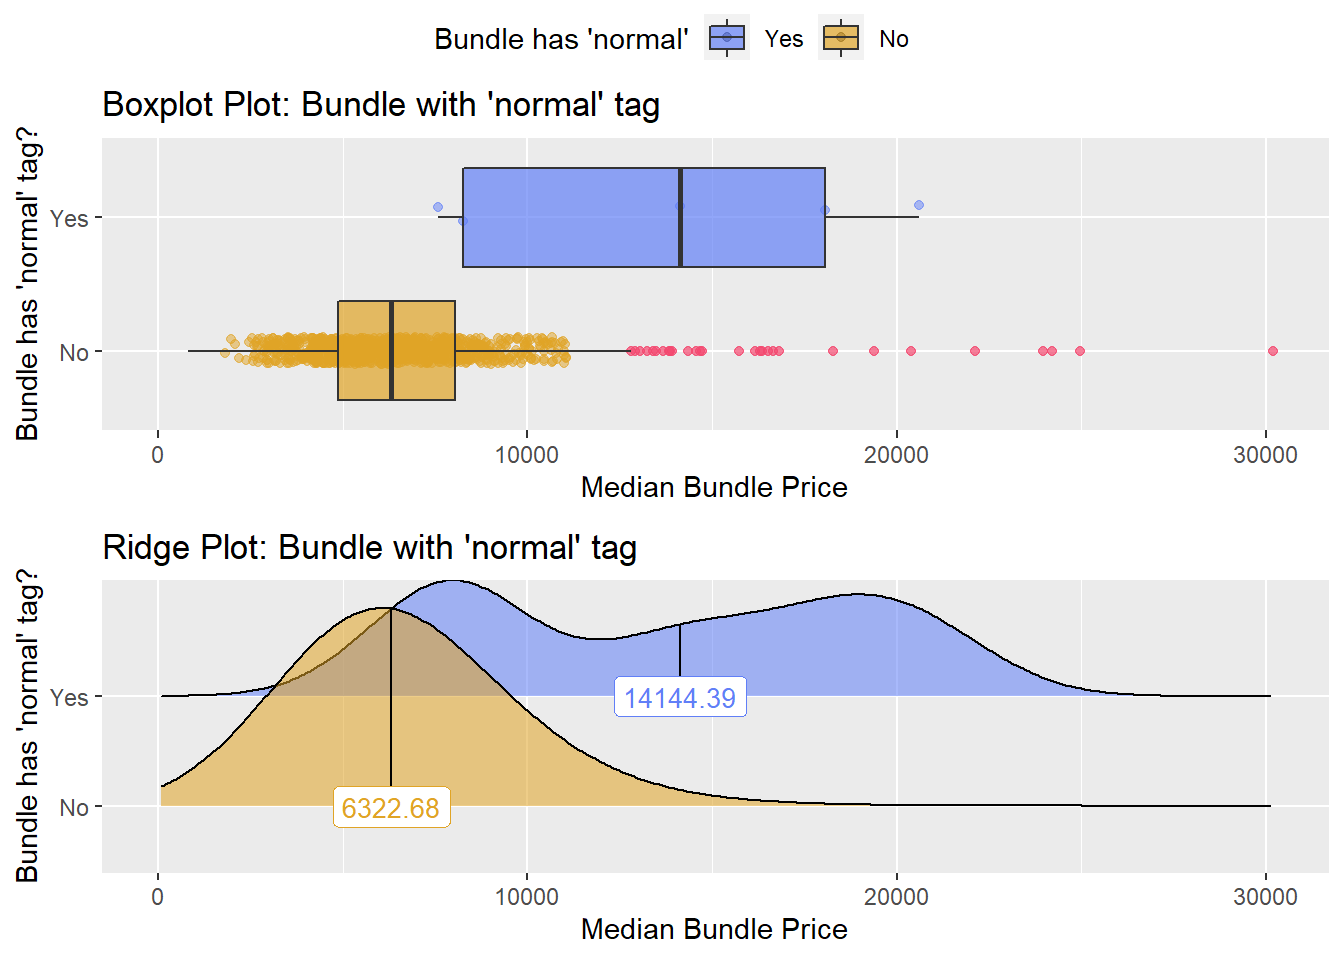 Bundle has 'normal' Yes No
Boxplot Plot: Bundle with 'normal' tag
Bundle has 'normal' tag?
Yes
No
0 10000 20000 30000
Median Bundle Price
Ridge Plot: Bundle with 'normal' tag
Bundle has 'normal' tag?
Yes
14144.39
No
6322.68
0 10000 20000 30000
Median Bundle Price